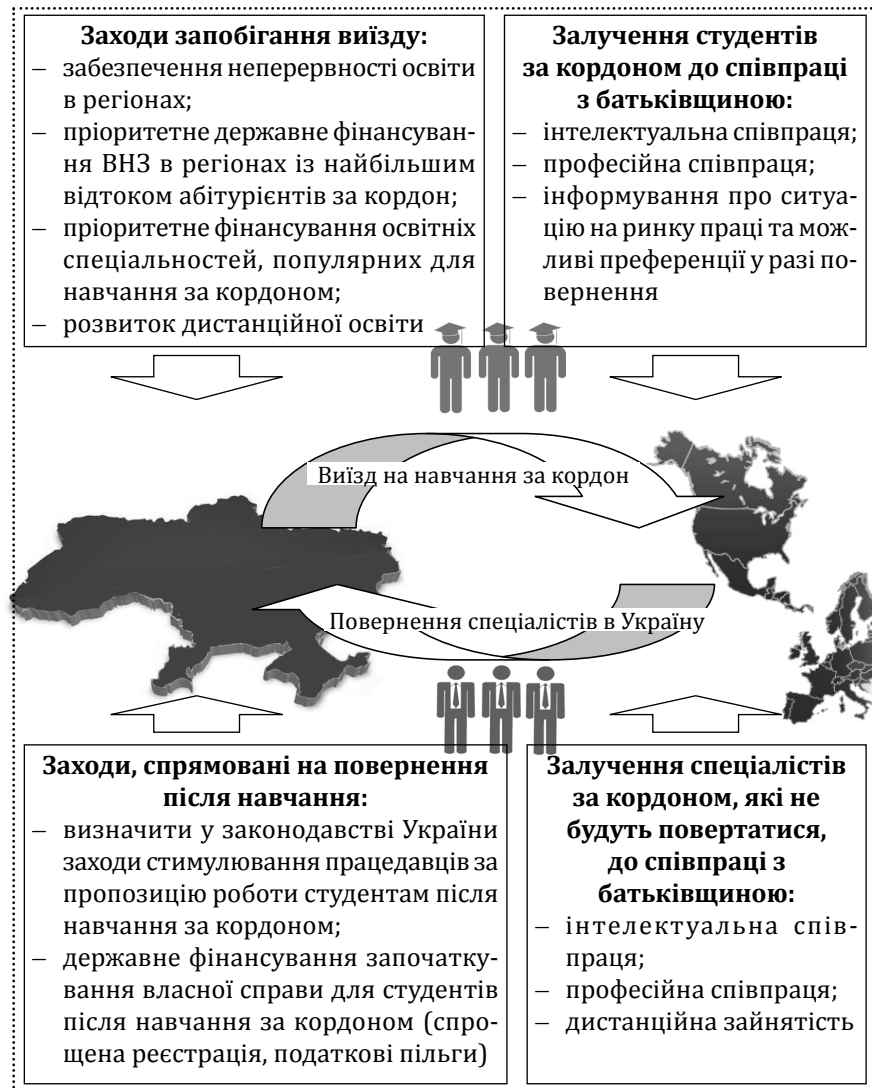 Заходи запобігання виїзду:
– забезпечення неперервності освіти
в регіонах;
– пріоритетне державне фінансуван-
ня ВНЗ в регіонах із найбільшим
відтоком абітурієнтів за кордон;
– пріоритетне фінансування освітніх
спеціальностей, популярних для
навчання за кордоном;
– розвиток дистанційної освіти
Залучення студентів
за кордоном до співпраці
з батьківщиною:
– інтелектуальна співпраця;
– професійна співпраця;
– інформування про ситуа-
цію на ринку праці та мож-
ливі преференції у разі по-
вернення
Виїзд на навчання за кордон
Повернення спеціалістів в Україну
Заходи, спрямовані на повернення
після навчання:
– визначити у законодавстві України
заходи стимулювання працедавців за
пропозицію роботи студентам після
навчання за кордоном;
– державне фінансування започатку-
вання власної справи для студентів
після навчання за кордоном (спро-
щена реєстрація, податкові пільги)
Залучення спеціалістів
за кордоном, які не
будуть повертатися,
до співпраці з
батьківщиною:
– інтелектуальна спів-
праця;
– професійна співпраця;
– дистанційна зайнятість